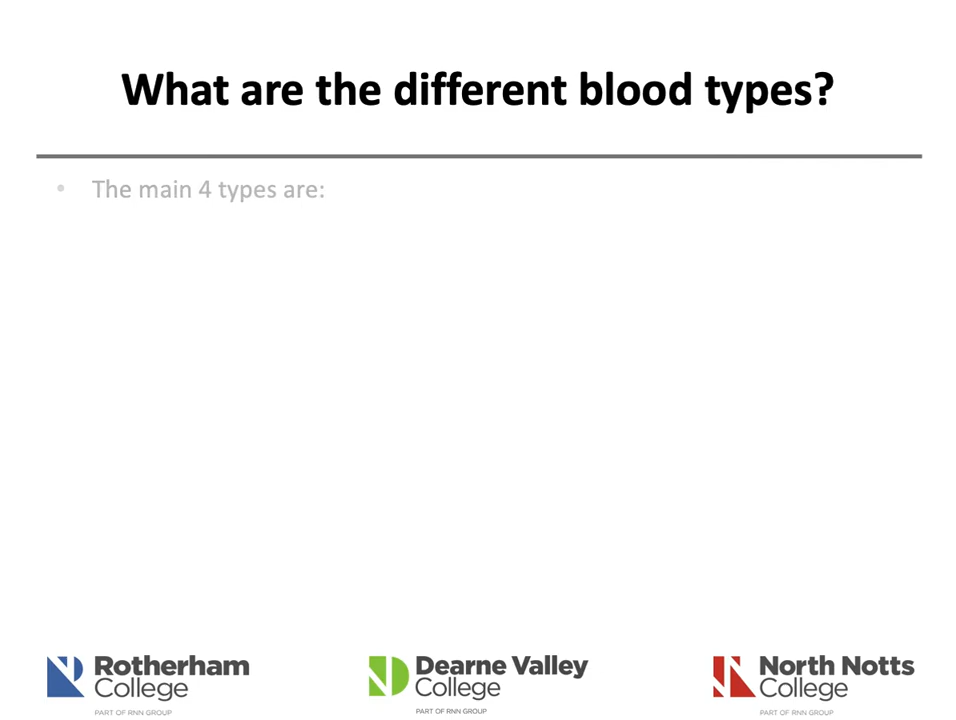 What are the different blood types?
• The main 4 types are:
Rotherham
College
PART OF RNN GROUP
Dearne Valley
College
PART OF RNN GROUP
North Notts
College
PART OF RNN GROUP